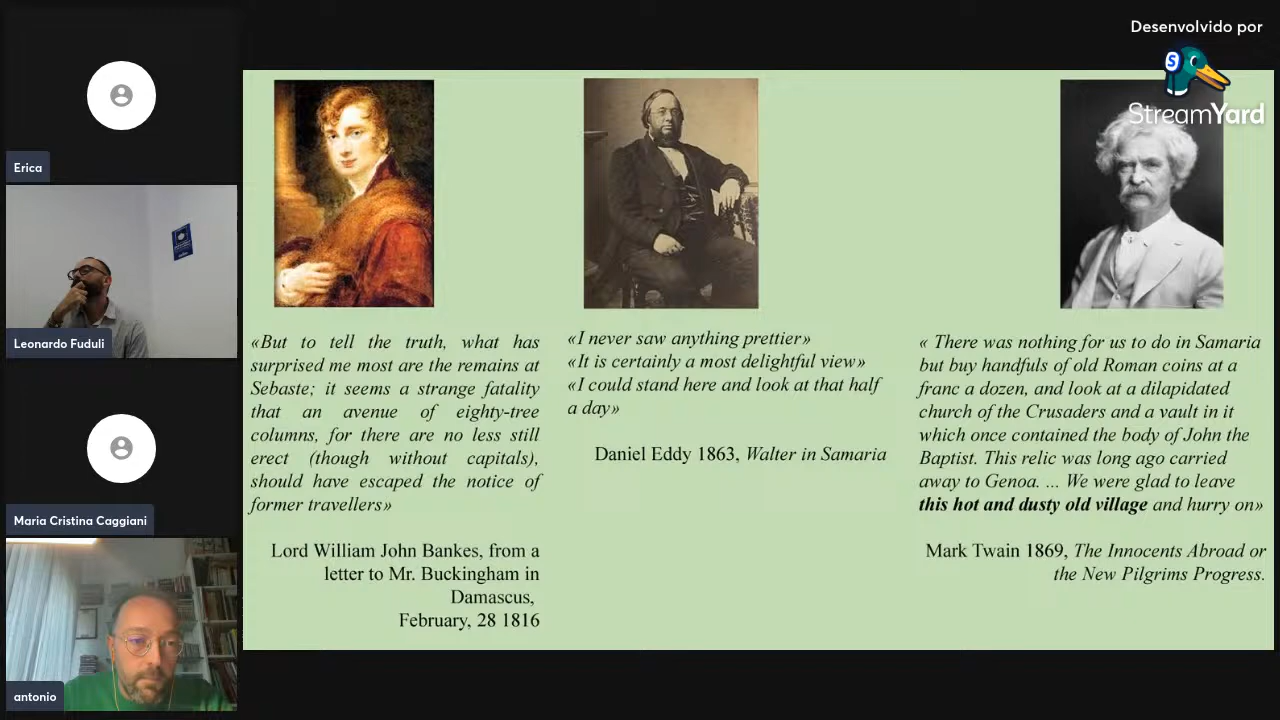 Desenvolvido por
StreamYard
Erica
Leonardo Fuduli
Maria Cristina Caggiani
antonio
«But to tell the truth, what has
surprised me most are the remains at
Sebaste; it seems a strange fatality
that an avenue of eighty-tree
columns, for there are no less still
erect (though without capitals),
should have escaped the notice of
former travellers»
Lord William John Bankes, from a
letter to Mr. Buckingham in
Damascus,
February, 28 1816
«I never saw anything prettier»
«It is certainly a most delightful view»
«I could stand here and look at that half
a day»
Daniel Eddy 1863, Walter in Samaria
« There was nothing for us to do in Samaria
but buy handfuls of old Roman coins at a
franc a dozen, and look at a dilapidated
church of the Crusaders and a vault in it
which once contained the body of John the
Baptist. This relic was long ago carried
away to Genoa. ... We were glad to leave
this hot and dusty old village and hurry on»
Mark Twain 1869, The Innocents Abroad or
the New Pilgrims Progress.